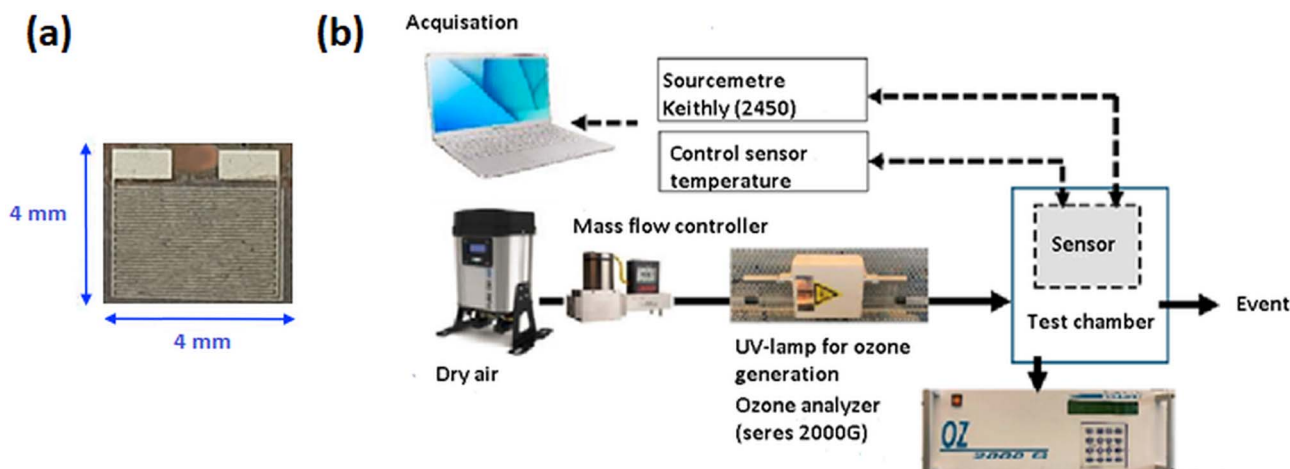 (a)
4 mm
4 mm
(b)
Acquisation
Sourcemetre
Keithly (2450)
Control sensor
temperature
Mass flow controller
Dry air
UV-lamp for ozone
generation
Ozone analyzer
(seres 2000G)
Sensor
Test chamber
Event
OZ
2000 G